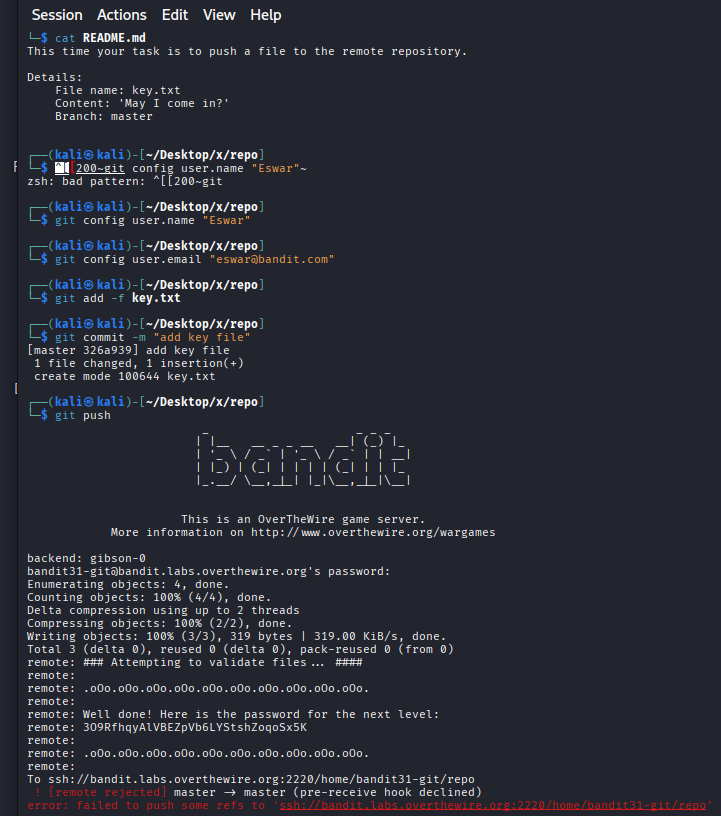 Session Actions Edit View Help
└─$ cat README.md
This time your task is to push a file to the remote repository.
Details:
File name: key.txt
Content: 'May I come in?'
Branch: master
┌──(kali㉿kali)-[~/Desktop/x/repo]
└─$ ^[[200~git config user.name "Eswar"~
zsh: bad pattern: ^[[200~git
┌──(kali㉿kali)-[~/Desktop/x/repo]
└─$ git config user.name "Eswar"
┌──(kali㉿kali)-[~/Desktop/x/repo]
└─$ git config user.email "eswar@bandit.com"
┌──(kali㉿kali)-[~/Desktop/x/repo]
└─$ git add -f key.txt
┌──(kali㉿kali)-[~/Desktop/x/repo]
└─$ git commit -m "add key file"
[master 326a939] add key file
1 file changed, 1 insertion(+)
create mode 100644 key.txt
┌──(kali㉿kali)-[~/Desktop/x/repo]
└─$ git push
bandit
This is an OverTheWire game server.
More information on http://www.overthewire.org/wargames
backend: gibson-0
bandit31-git@bandit.labs.overthewire.org's password:
Enumerating objects: 4, done.
Counting objects: 100% (4/4), done.
Delta compression using up to 2 threads
Compressing objects: 100% (2/2), done.
Writing objects: 100% (3/3), 319 bytes | 319.00 KiB/s, done.
Total 3 (delta 0), reused 0 (delta 0), pack-reused 0 (from 0)
remote: ### Attempting to validate files... ####
remote:
remote: .oOo.oOo.oOo.oOo.oOo.oOo.oOo.oOo.oOo.oOo.
remote:
remote: Well done! Here is the password for the next level:
remote: 3O9RfhqyAlVBEZpVb6LYStshZoqoSx5K
remote:
remote: .oOo.oOo.oOo.oOo.oOo.oOo.oOo.oOo.oOo.oOo.
remote:
To ssh://bandit.labs.overthewire.org:2220/home/bandit31-git/repo
! [remote rejected] master -> master (pre-receive hook declined)
error: failed to push some refs to 'ssh://bandit.labs.overthewire.org:2220/home/bandit31-git/repo'